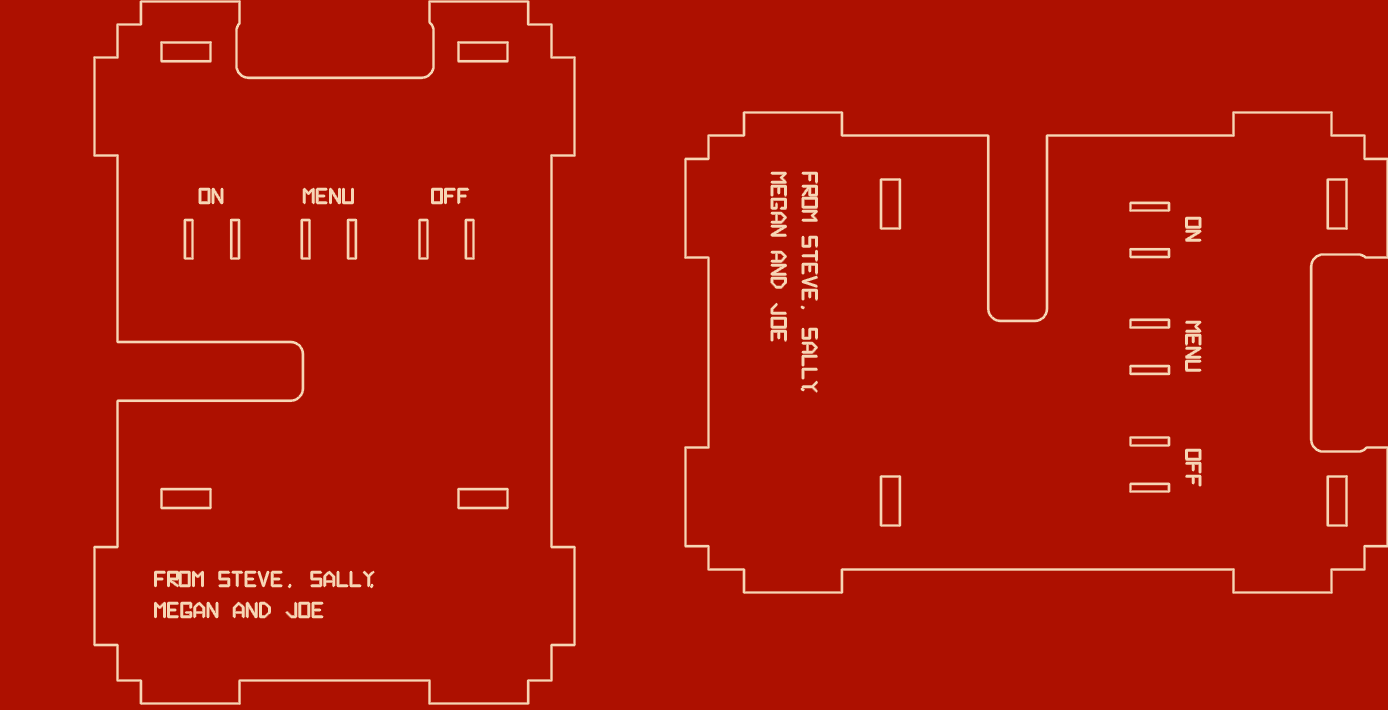 ON MENU OFF
FROM STEVE, SALLY,
MEGAN AND JOE
FROM STEVE, SALLY,
MEGAN AND JOE
ON
MENU
OFF